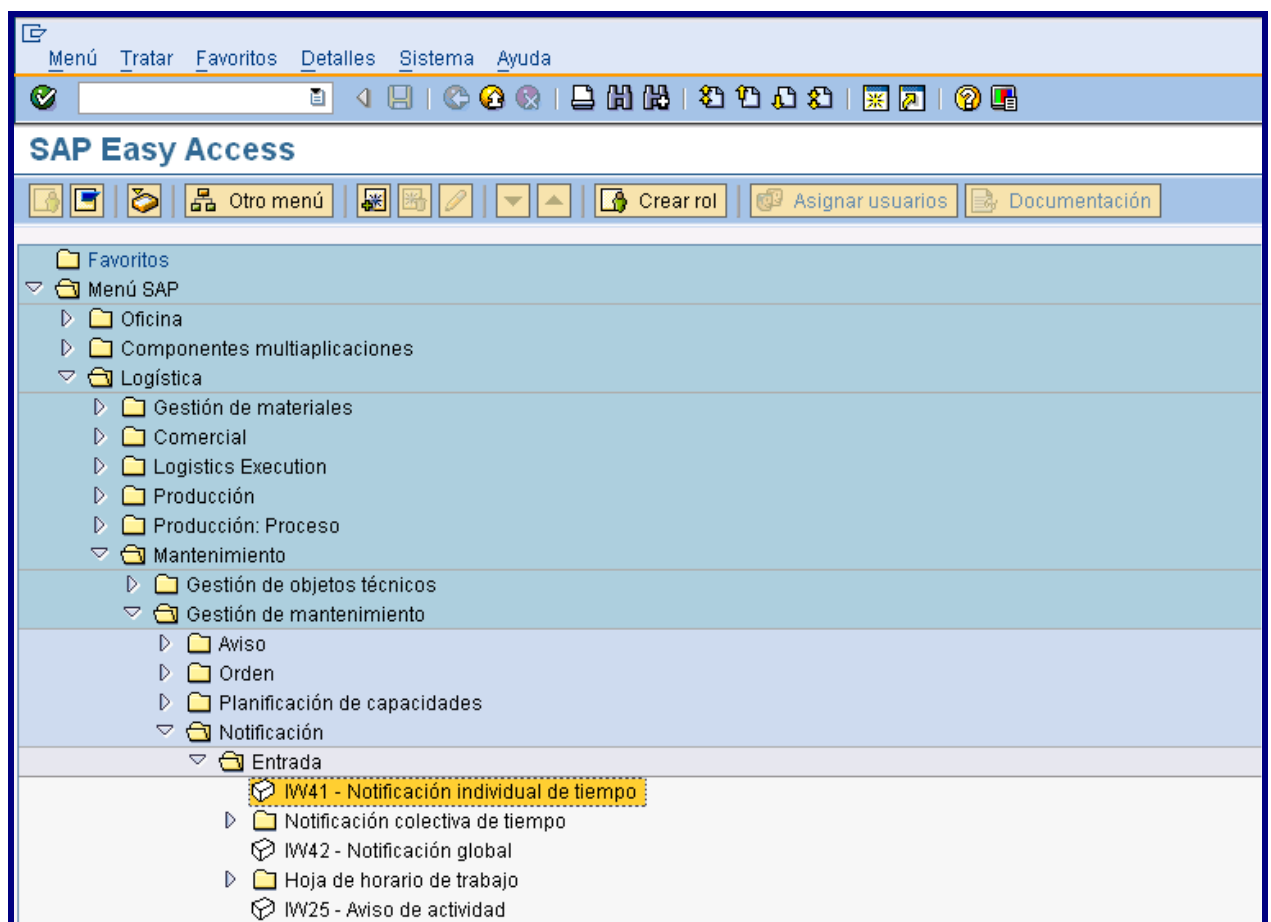 Menú Tratar Favoritos Detalles Sistema Ayuda
SAP Easy Access
Otro menú Crear rol Asignar usuarios Documentación
Favoritos
Menú SAP
Oficina
Componentes multiaplicaciones
Logística
Gestión de materiales
Comercial
Logistics Execution
Producción
Producción: Proceso
Mantenimiento
Gestión de objetos técnicos
Gestión de mantenimiento
Aviso
Orden
Planificación de capacidades
Notificación
Entrada
IW41 - Notificación individual de tiempo
Notificación colectiva de tiempo
IW42 - Notificación global
Hoja de horario de trabajo
IW25 - Aviso de actividad